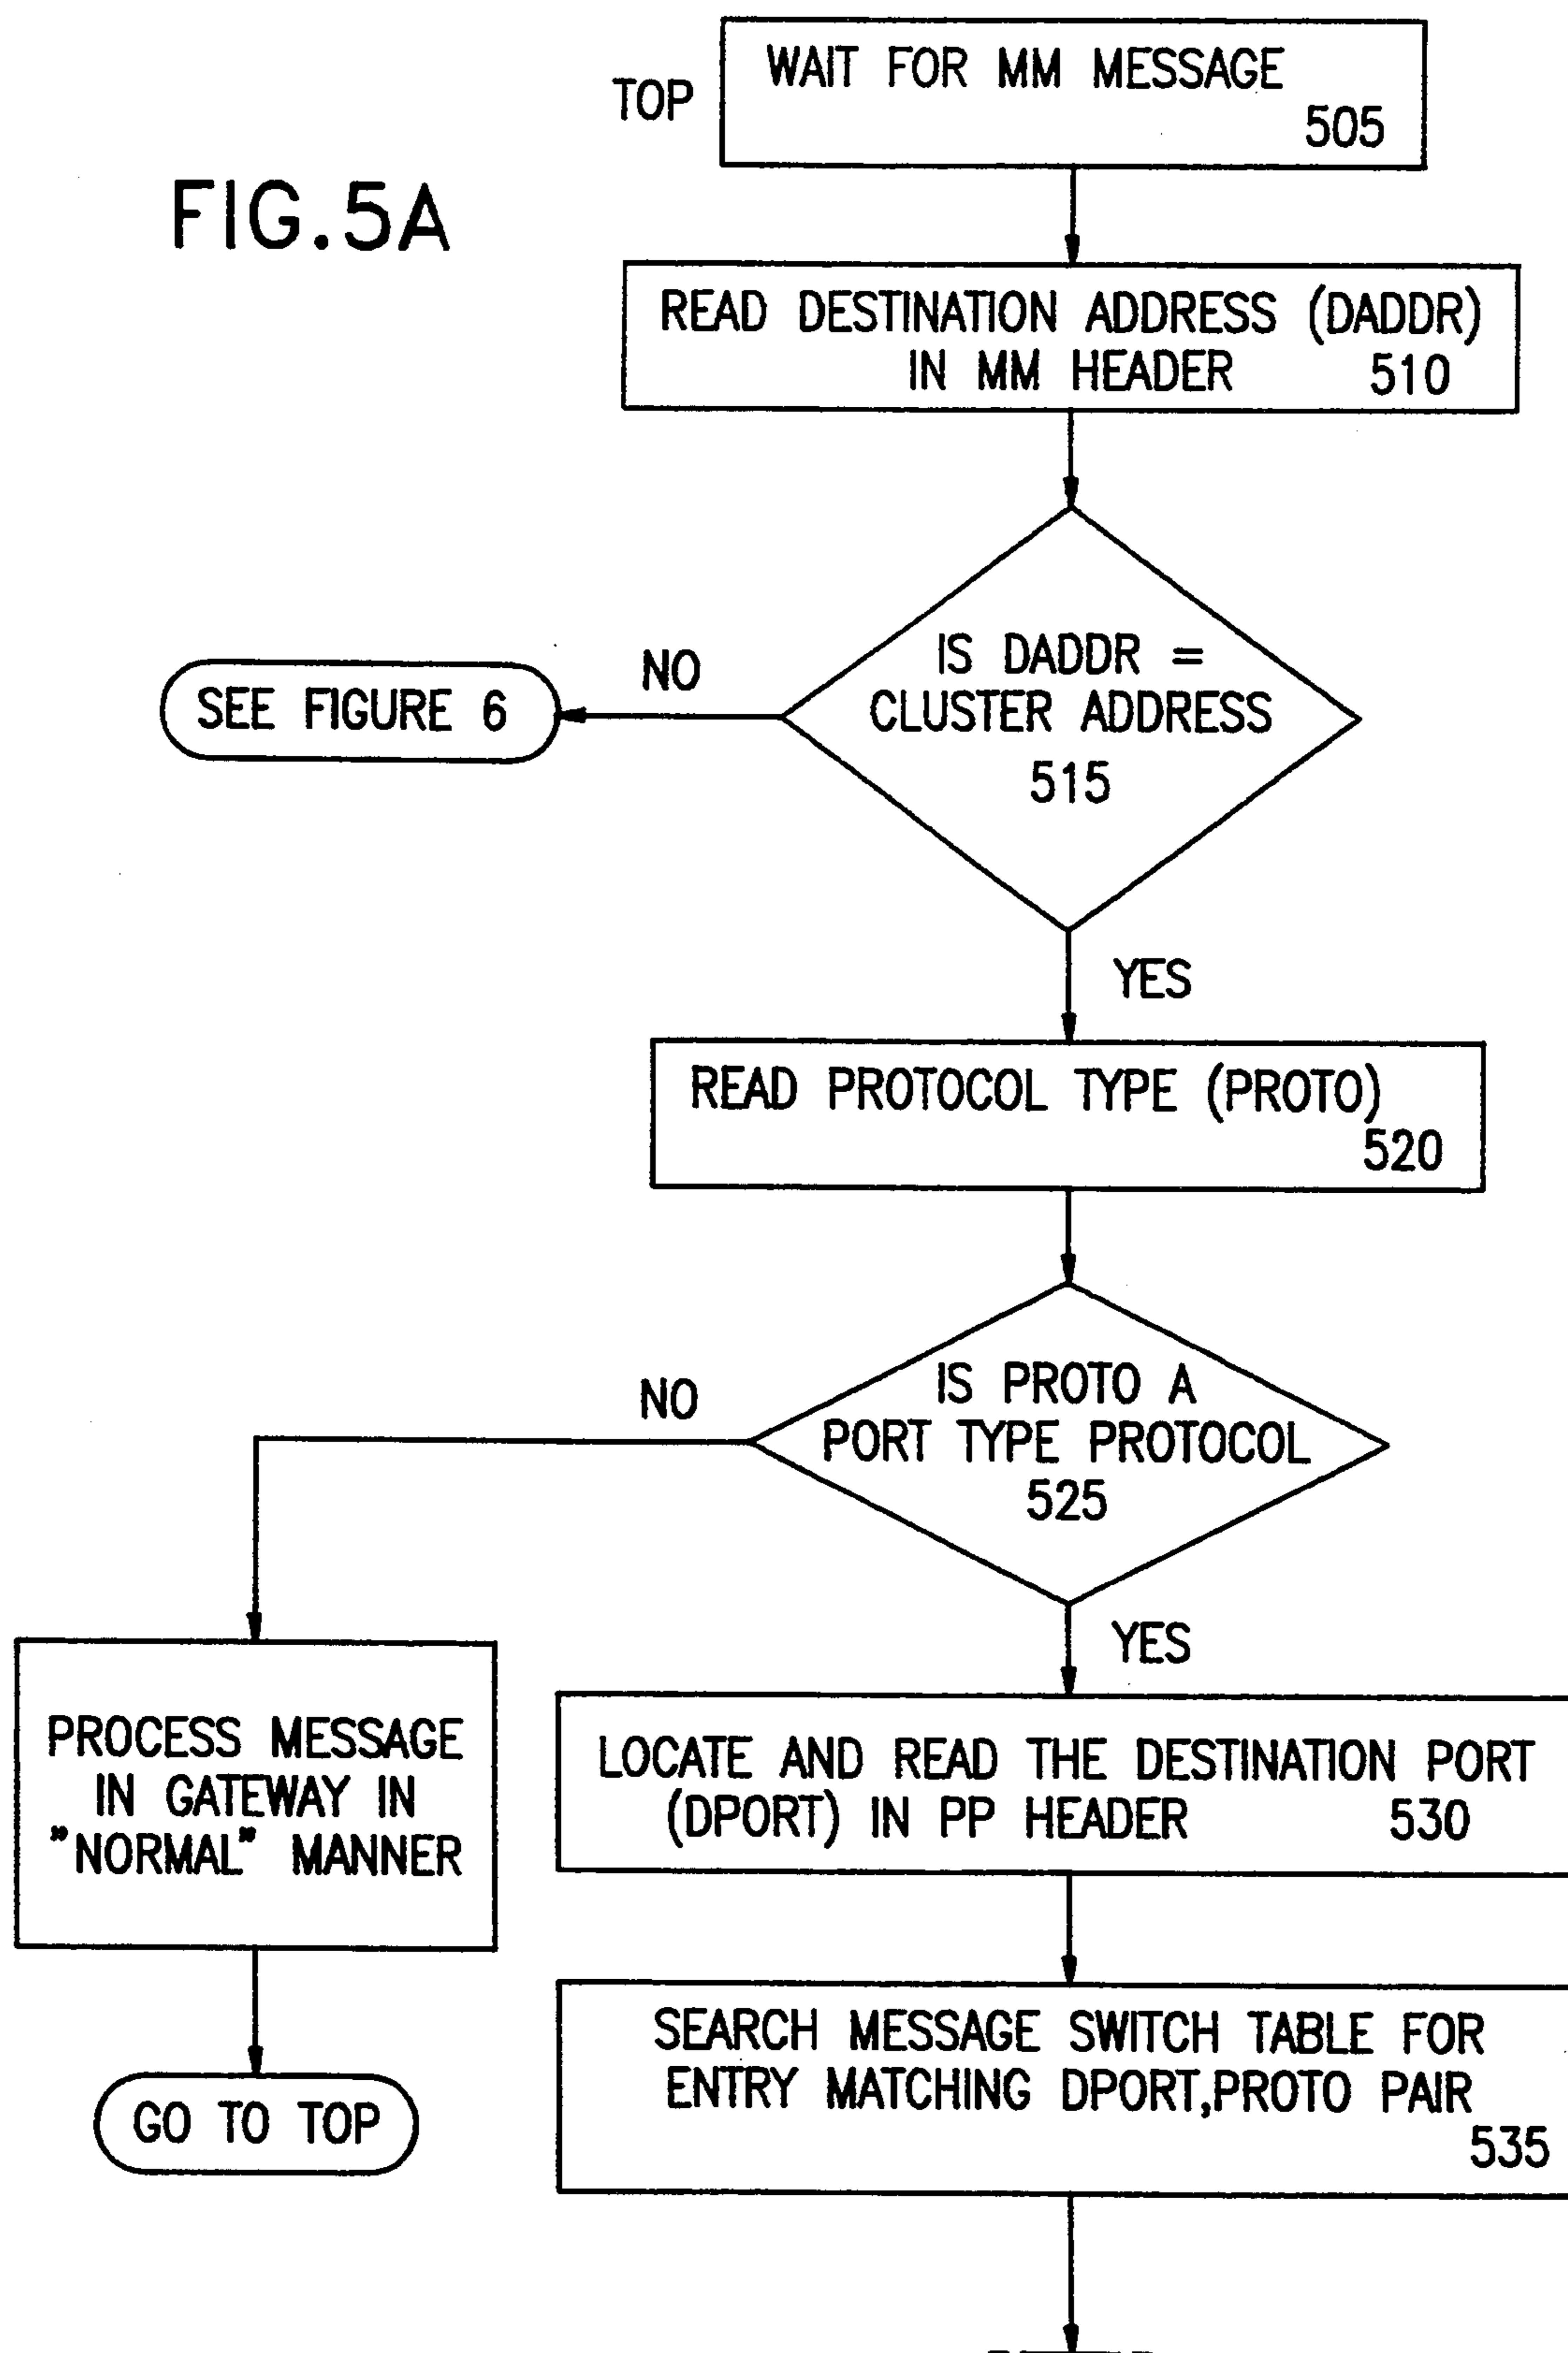 FIG.5A
TOP
WAIT FOR MM MESSAGE
505
READ DESTINATION ADDRESS (DADDR)
IN MM HEADER 510
IS DADDR =
CLUSTER ADDRESS
515
NO
SEE FIGURE 6
YES
READ PROTOCOL TYPE (PROTO)
520
IS PROTO A
PORT TYPE PROTOCOL
525
NO
PROCESS MESSAGE
IN GATEWAY IN
"NORMAL" MANNER
GO TO TOP
YES
LOCATE AND READ THE DESTINATION PORT
(DPORT) IN PP HEADER 530
SEARCH MESSAGE SWITCH TABLE FOR
ENTRY MATCHING DPORT,PROTO PAIR
535